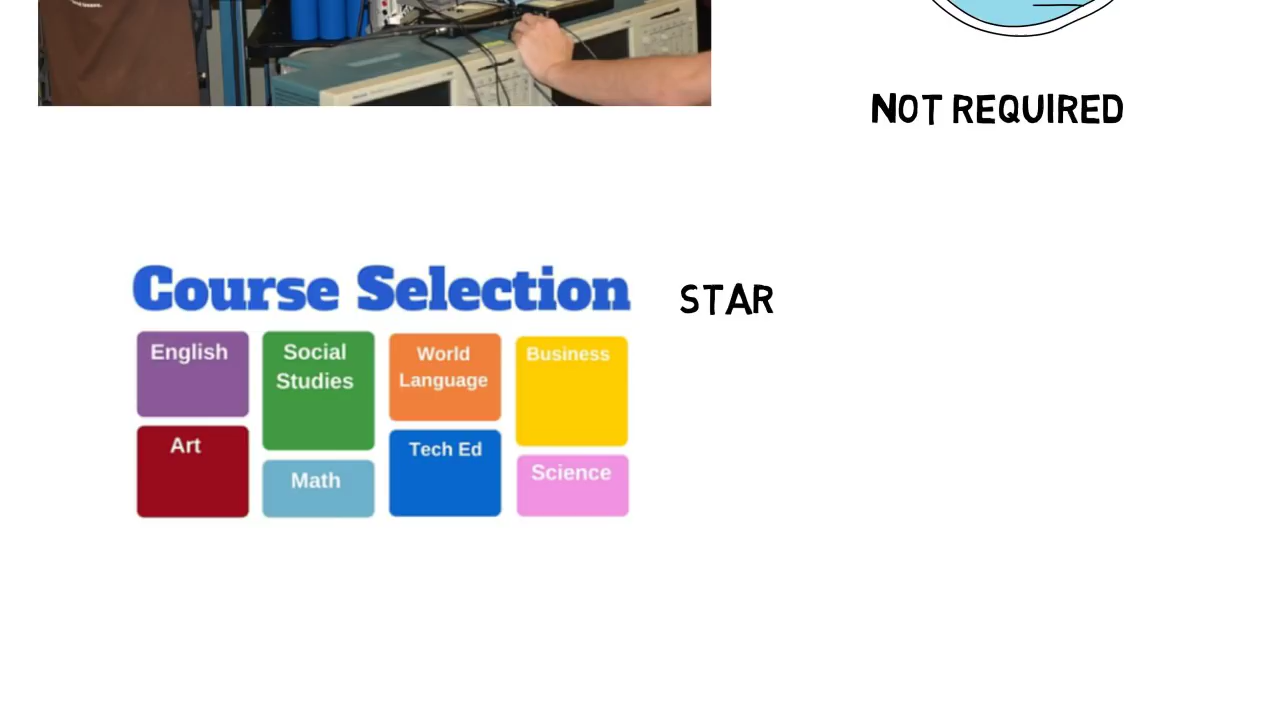 NOT REQUIRED
Course Selection
STAR
English
Social
Studies
World
Language
Business
Art
Math
Tech Ed
Science